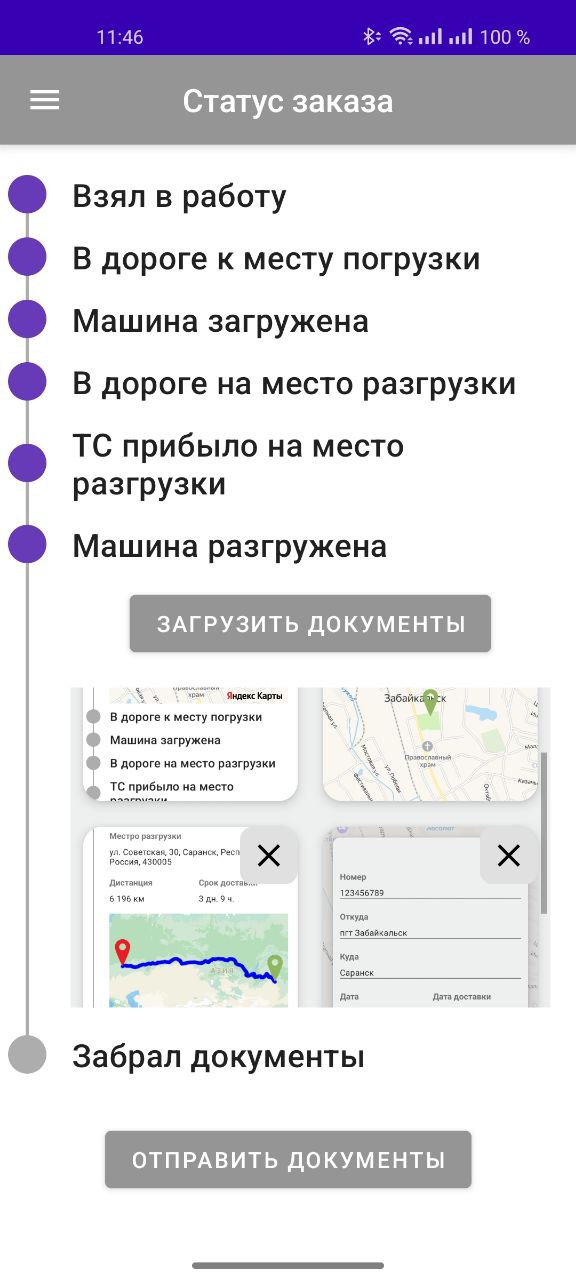 11:46
100 %
Статус заказа
Взял в работу
В дороге к месту погрузки
Машина загружена
В дороге на место разгрузки
ТС прибыло на место
разгрузки
Машина разгружена
ЗАГРУЗИТЬ ДОКУМЕНТЫ
Яндекс Карты
В дороге к месту погрузки
Машина загружена
В дороге на место разгрузки
ТС прибыло на место
Забайкальск
Православный
храм
Местро разгрузки
ул. Советская, 30, Саранск, Респ
Россия, 430005
Дистанция
Срок доставки
6 196 км
3 дн. 9 ч.
АЗИЯ
Номер
123456789
Откуда
пгт Забайкальск
Куда
Саранск
Дата
Дата доставки
Забрал документы
ОТПРАВИТЬ ДОКУМЕНТЫ